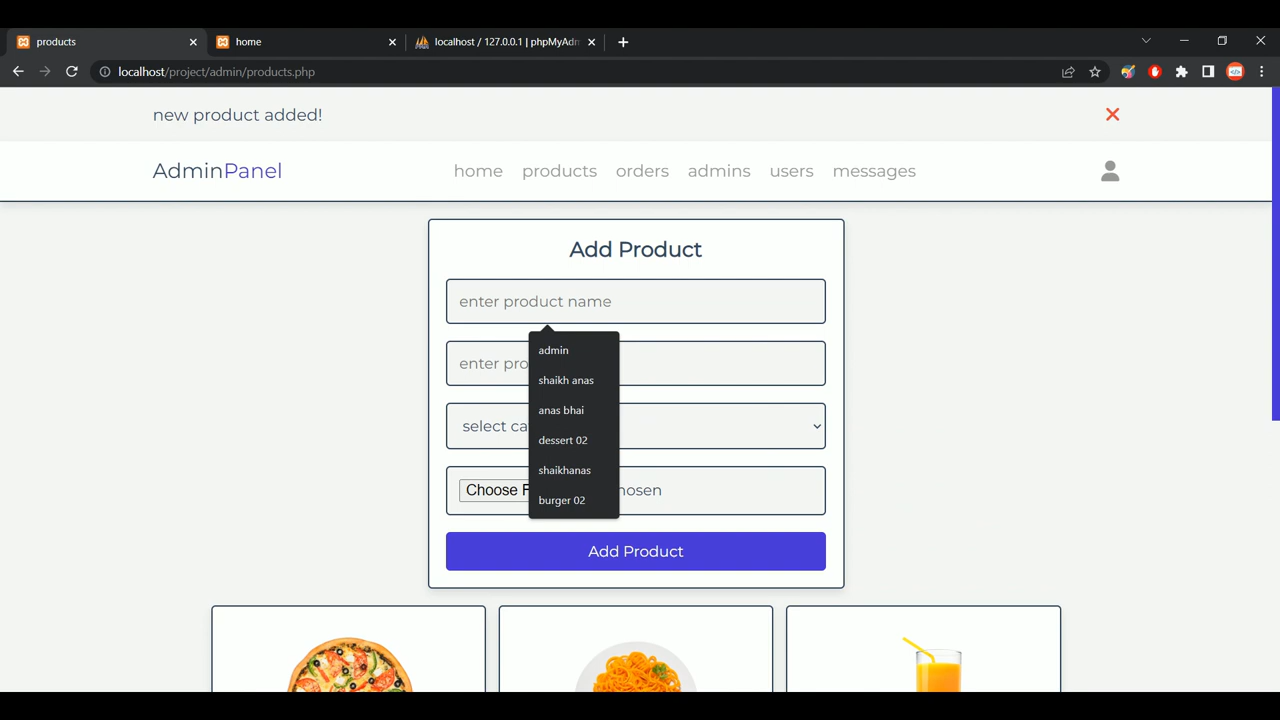 products
home
localhost / 127.0.0.1 | phpMyAdm
localhost/project/admin/products.php
new product added!
AdminPanel
home products orders admins users messages
Add Product
enter product name
enter pro
select ca
Choose F
hosen
admin
shaikh anas
anas bhai
dessert 02
shaikhanas
burger 02
Add Product